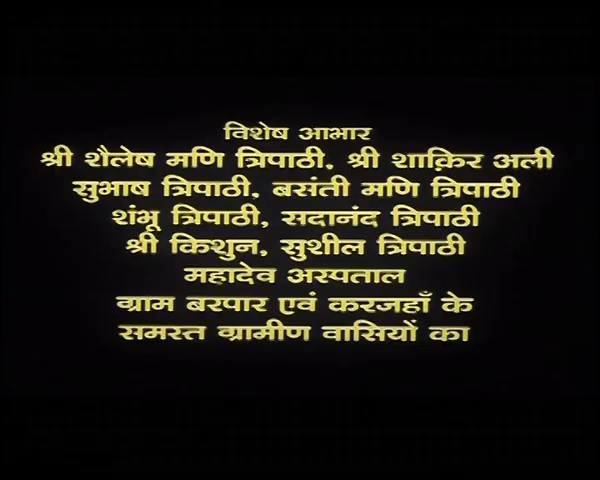 विशेष आभार
श्री शैलेष मणि त्रिपाठी, श्री शाक़िर अली
सुभाष त्रिपाठी, बसंती मणि त्रिपाठी
शंभू त्रिपाठी, सदानंद त्रिपाठी
श्री किशुन, सुशील त्रिपाठी
महादेव अस्पताल
ग्राम बरपार एवं करजहाँ के
समस्त ग्रामीण वासियों का